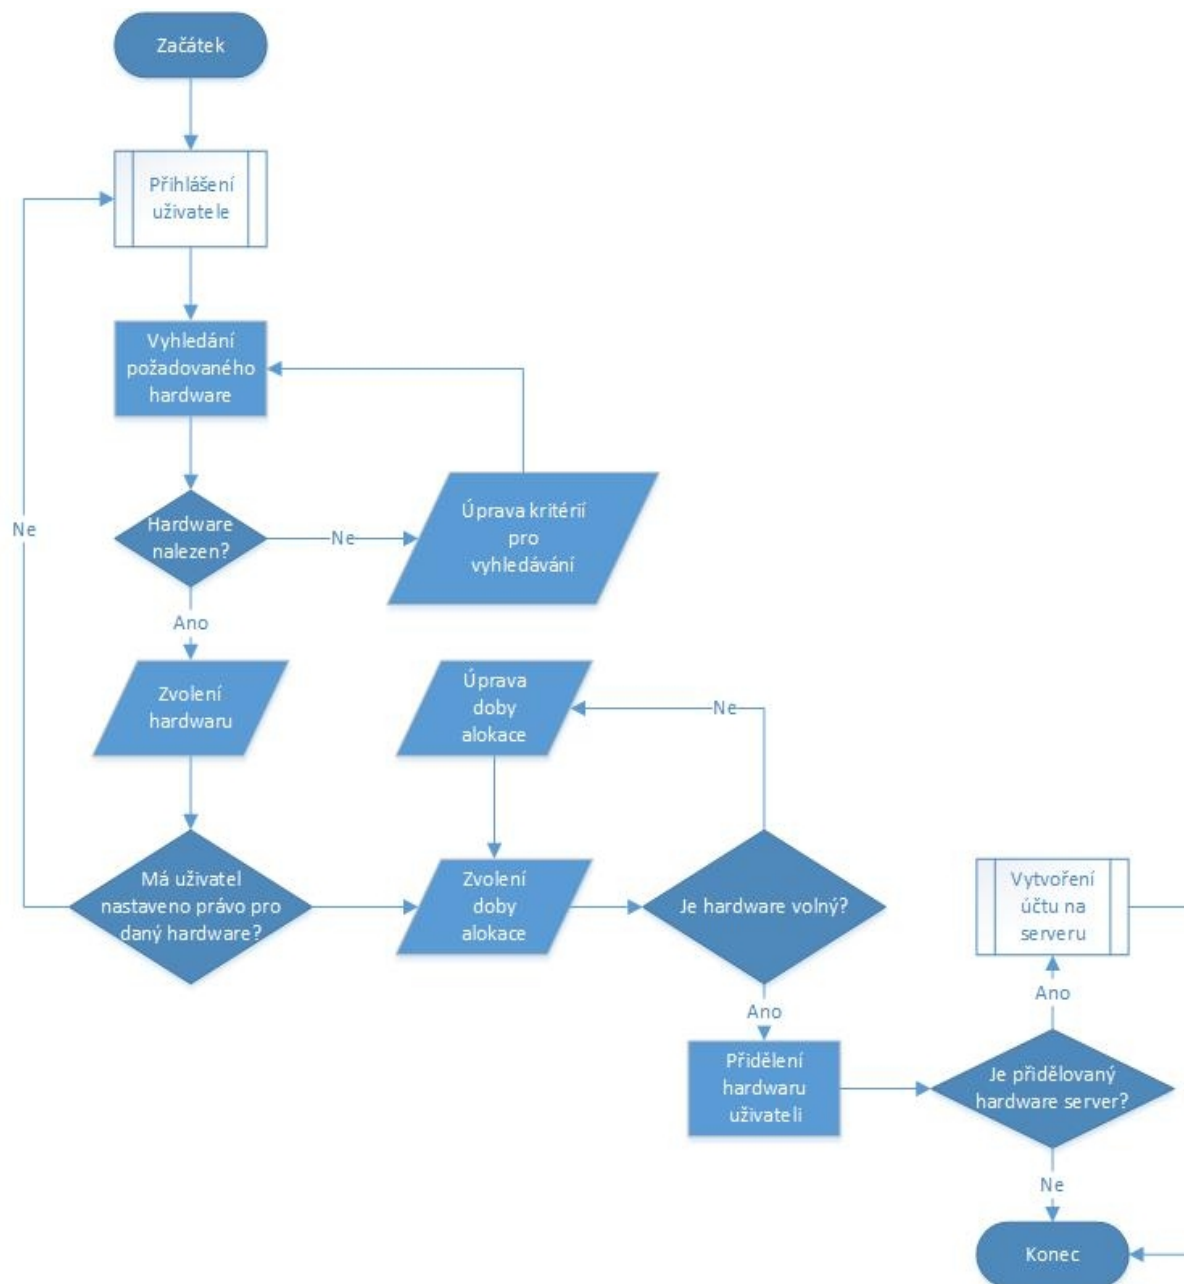 Začátek
Přihlášení
uživatele
Vyhledání
požadovaného
hardware
Ne
Hardware
nalezen?
Ne
Úprava kritérií
pro
vyhledávání
Ano
Zvolení
hardwaru
Úprava
doby
alokace
Ne
Má uživatel
nastaveno právo pro
daný hardware?
Zvolení
doby
alokace
Je hardware volný?
Vytvoření
účtu na
serveru
Ano
Ano
Přidělení
hardwaru
uživateli
Je přidělovaný
hardware server?
Ne
Konec